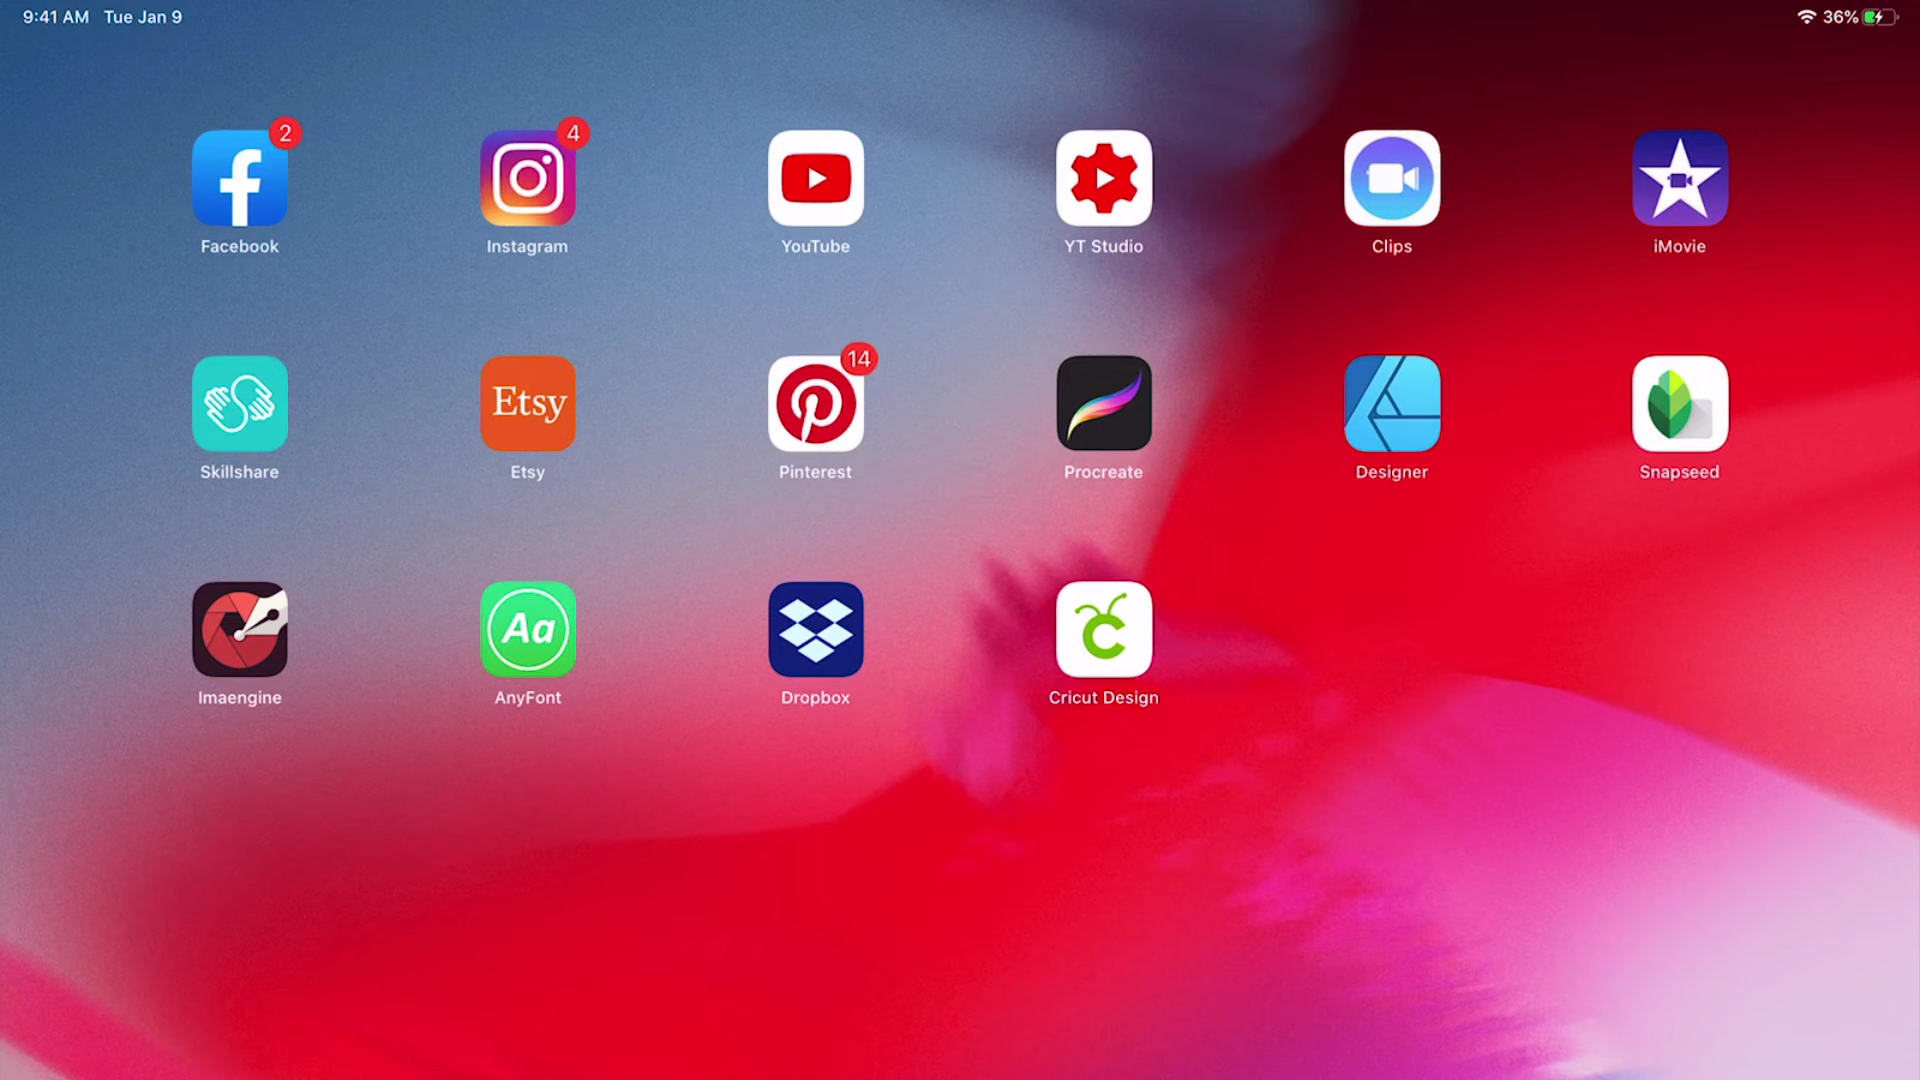 9:41 AM Tue Jan 9 36%
2 4
Facebook Instagram YouTube YT Studio Clips iMovie
14
Etsy
Skillshare Etsy Pinterest Procreate Designer Snapseed
Aa
Imaengine AnyFont Dropbox Cricut Design